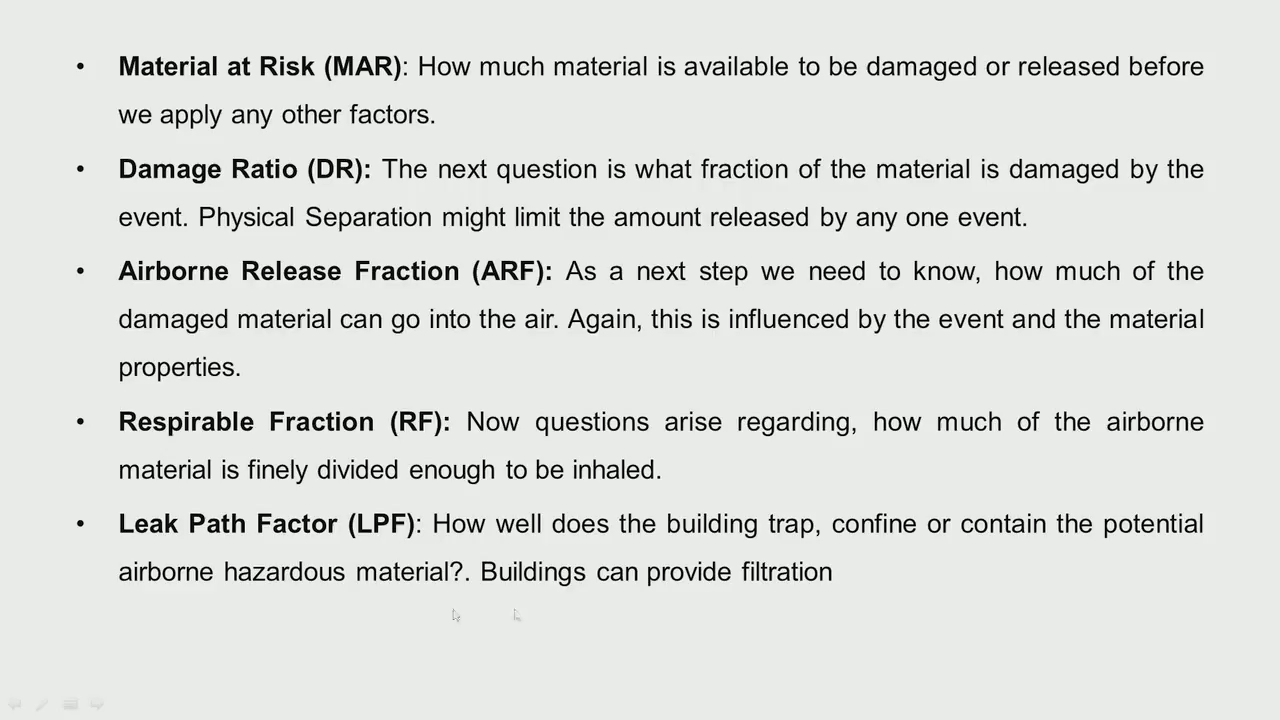 • Material at Risk (MAR): How much material is available to be damaged or released before
we apply any other factors.
• Damage Ratio (DR): The next question is what fraction of the material is damaged by the
event. Physical Separation might limit the amount released by any one event.
• Airborne Release Fraction (ARF): As a next step we need to know, how much of the
damaged material can go into the air. Again, this is influenced by the event and the material
properties.
• Respirable Fraction (RF): Now questions arise regarding, how much of the airborne
material is finely divided enough to be inhaled.
• Leak Path Factor (LPF): How well does the building trap, confine or contain the potential
airborne hazardous material?. Buildings can provide filtration